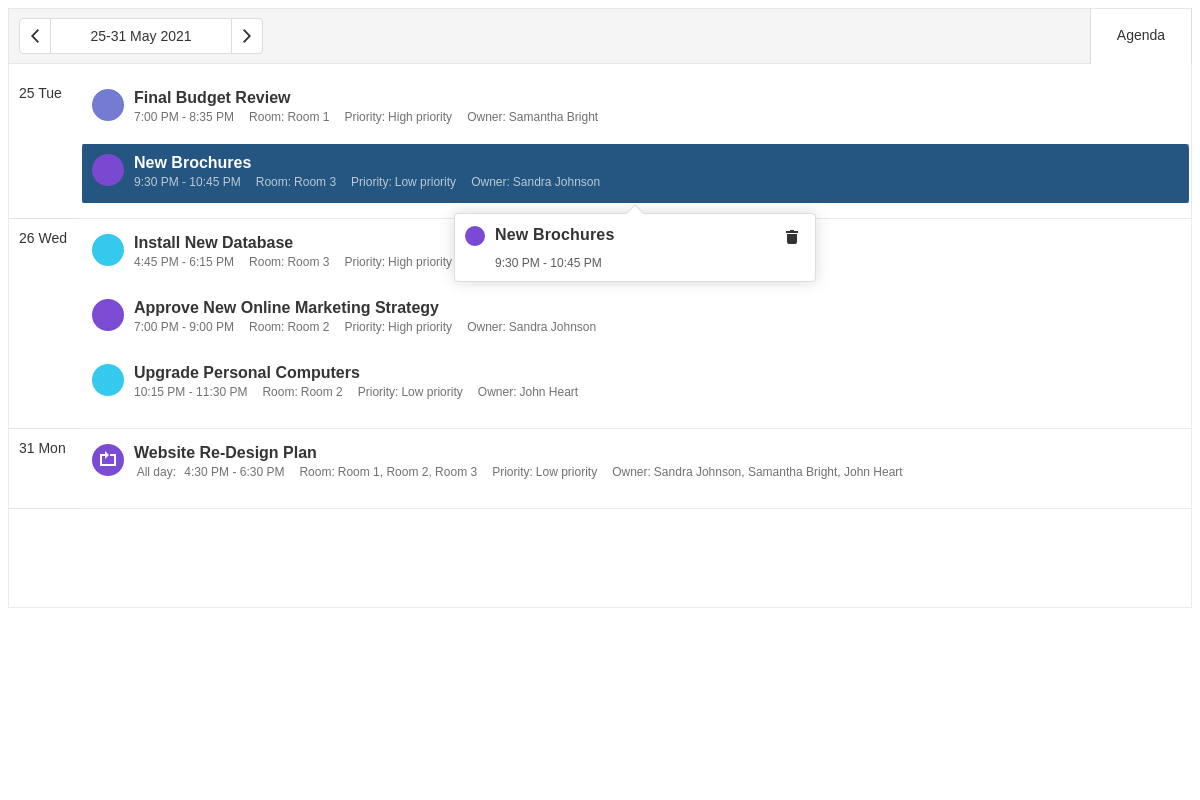 25-31 May 2021
Agenda
25 Tue
Final Budget Review
7:00 PM - 8:35 PM Room: Room 1 Priority: High priority Owner: Samantha Bright
New Brochures
9:30 PM - 10:45 PM Room: Room 3 Priority: Low priority Owner: Sandra Johnson
26 Wed
Install New Database
4:45 PM - 6:15 PM Room: Room 3 Priority: High priority
New Brochures
9:30 PM - 10:45 PM
Approve New Online Marketing Strategy
7:00 PM - 9:00 PM Room: Room 2 Priority: High priority Owner: Sandra Johnson
Upgrade Personal Computers
10:15 PM - 11:30 PM Room: Room 2 Priority: Low priority Owner: John Heart
31 Mon
Website Re-Design Plan
All day: 4:30 PM - 6:30 PM Room: Room 1, Room 2, Room 3 Priority: Low priority Owner: Sandra Johnson, Samantha Bright, John Heart